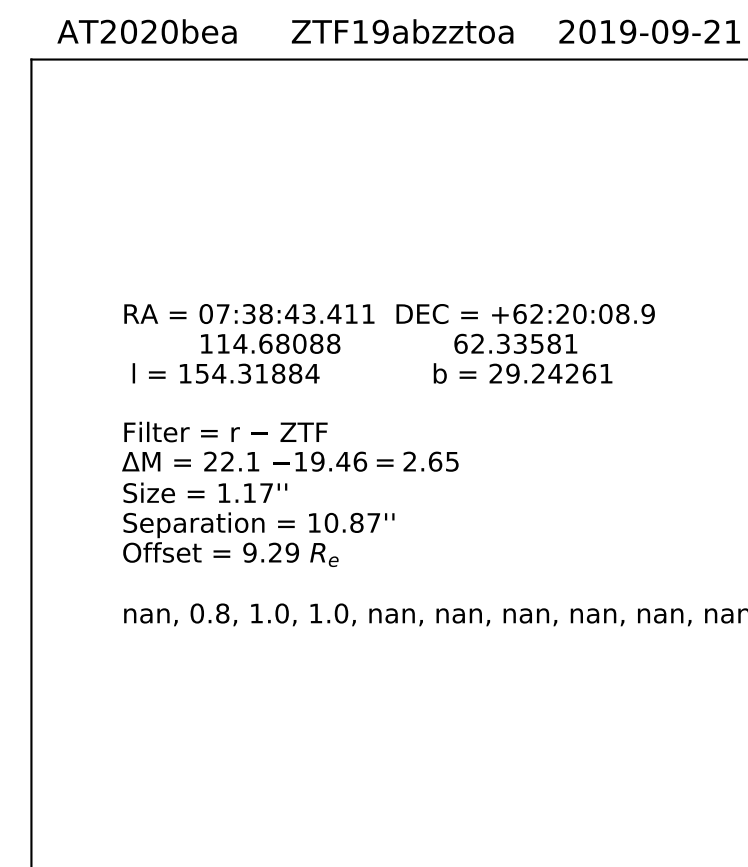 AT2020bea ZTF19abzztoa 2019-09-21
RA = 07:38:43.411 DEC = +62:20:08.9
114.68088 62.33581
l = 154.31884 b = 29.24261
Filter = r − ZTF
ΔM = 22.1 −19.46 = 2.65
Size = 1.17''
Separation = 10.87''
Offset = 9.29 Rₑ
nan, 0.8, 1.0, 1.0, nan, nan, nan, nan, nan, nan